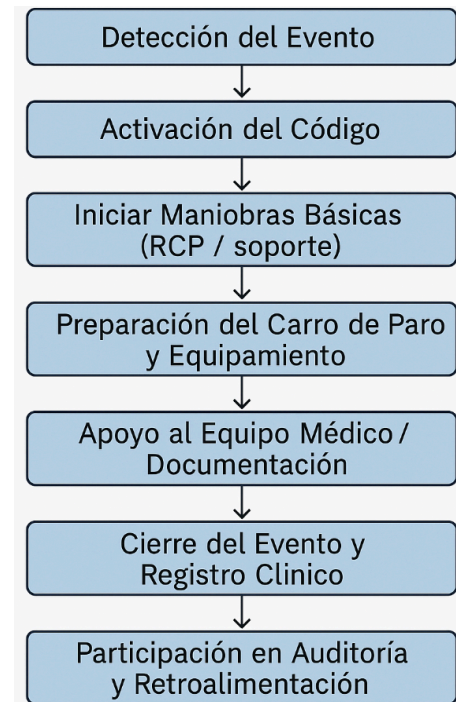 Detección del Evento
Activación del Código
Iniciar Maniobras Básicas
(RCP / soporte)
Preparación del Carro de Paro
y Equipamiento
Apoyo al Equipo Médico /
Documentación
Cierre del Evento y
Registro Clinico
Participación en Auditoría
y Retroalimentación